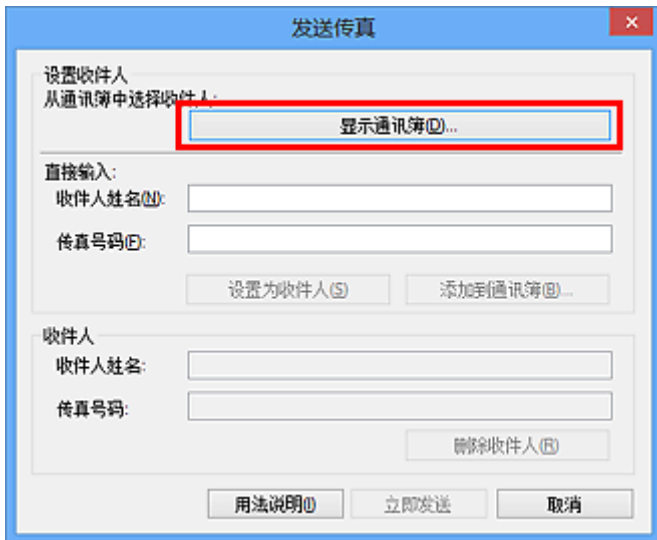 发送传真
设置收件人
从通讯簿中选择收件人:
显示通讯簿(D)...
直接输入:
收件人姓名(N):
传真号码(F):
设置为收件人(S) 添加到通讯簿(B)...
收件人
收件人姓名:
传真号码:
删除收件人(R)
用法说明(I) 立即发送 取消